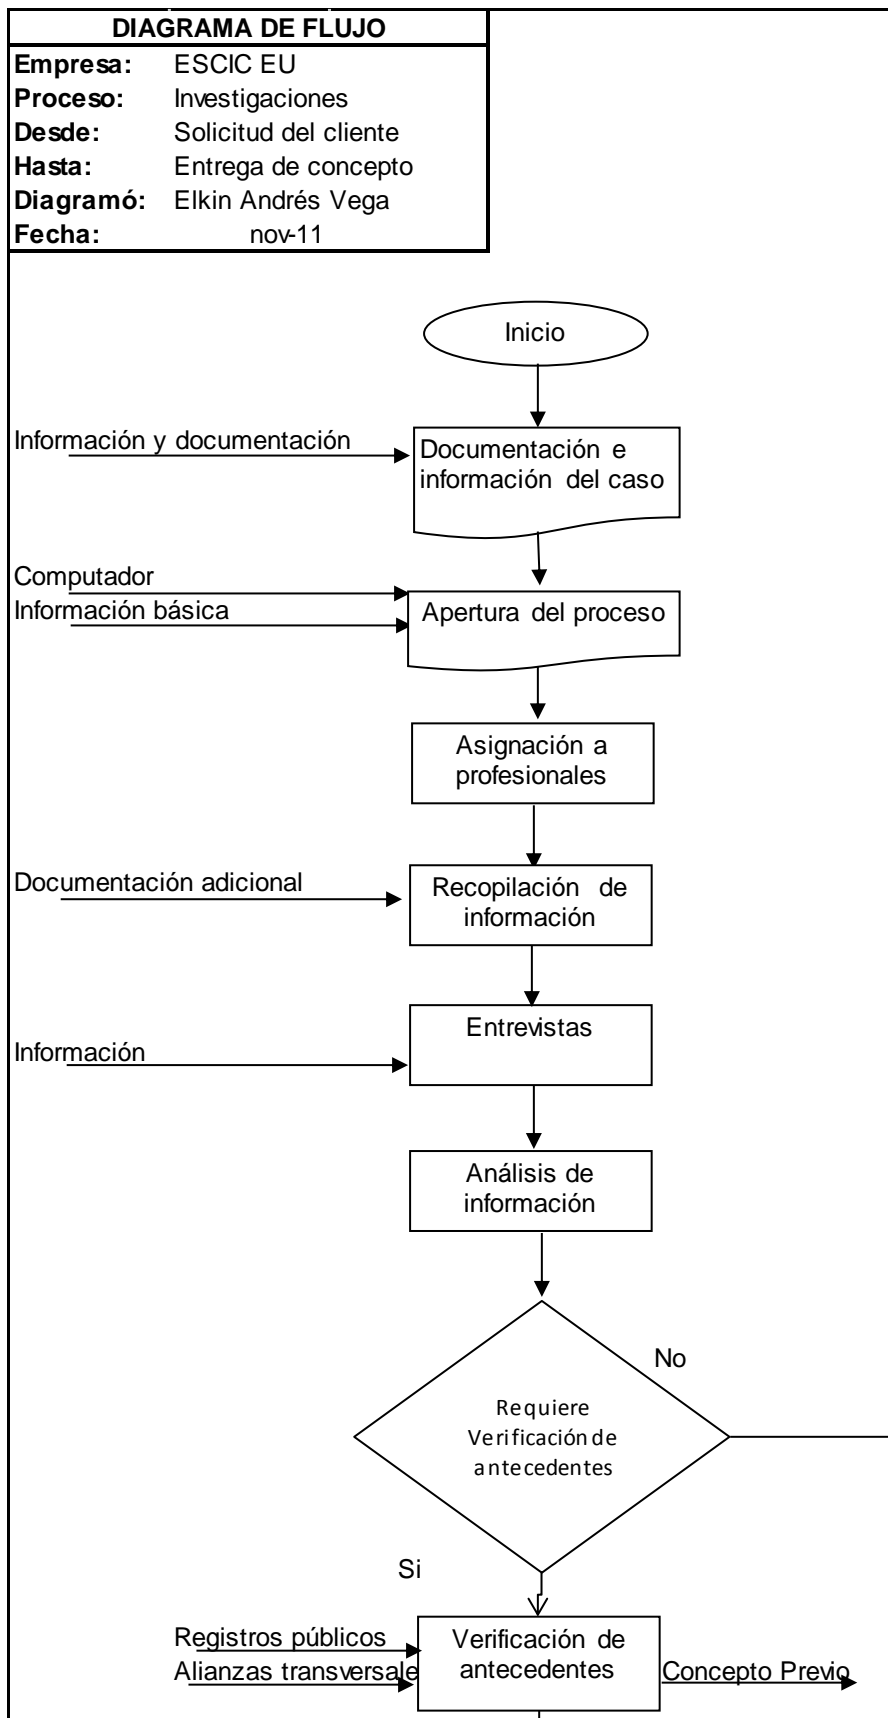 DIAGRAMA DE FLUJO
Empresa: ESCIC EU
Proceso: Investigaciones
Desde: Solicitud del cliente
Hasta: Entrega de concepto
Diagramó: Elkin Andrés Vega
Fecha: nov-11
Inicio
Información y documentación
Documentación e
información del caso
Computador
Información básica
Apertura del proceso
Asignación a
profesionales
Documentación adicional
Recopilación de
información
Entrevistas
Información
Análisis de
información
No
Requiere
Verificación de
antecedentes
Si
Registros públicos
Alianzas transversale
Verificación de
antecedentes
Concepto Previo